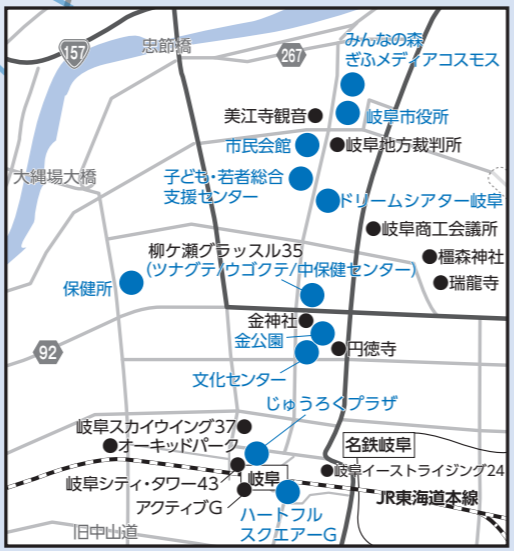 みんなの森
ぎふメディアコスモス
157
忠節橋
267
美江寺観音
岐阜市役所
市民会館
岐阜地方裁判所
大縄場大橋
子ども・若者総合
支援センター
ドリームシアター岐阜
岐阜商工会議所
柳ケ瀬グラッスル35
(ツナグテ/ウゴクテ/中保健センター)
橿森神社
瑞龍寺
保健所
金神社
金公園
円徳寺
92
文化センター
じゅうろくプラザ
岐阜スカイウイング37
オーキッドパーク
名鉄岐阜
岐阜シティ・タワー43
岐阜
岐阜イーストライジング24
アクティブG
JR東海道本線
ハートフル
スクエアーG
旧中山道